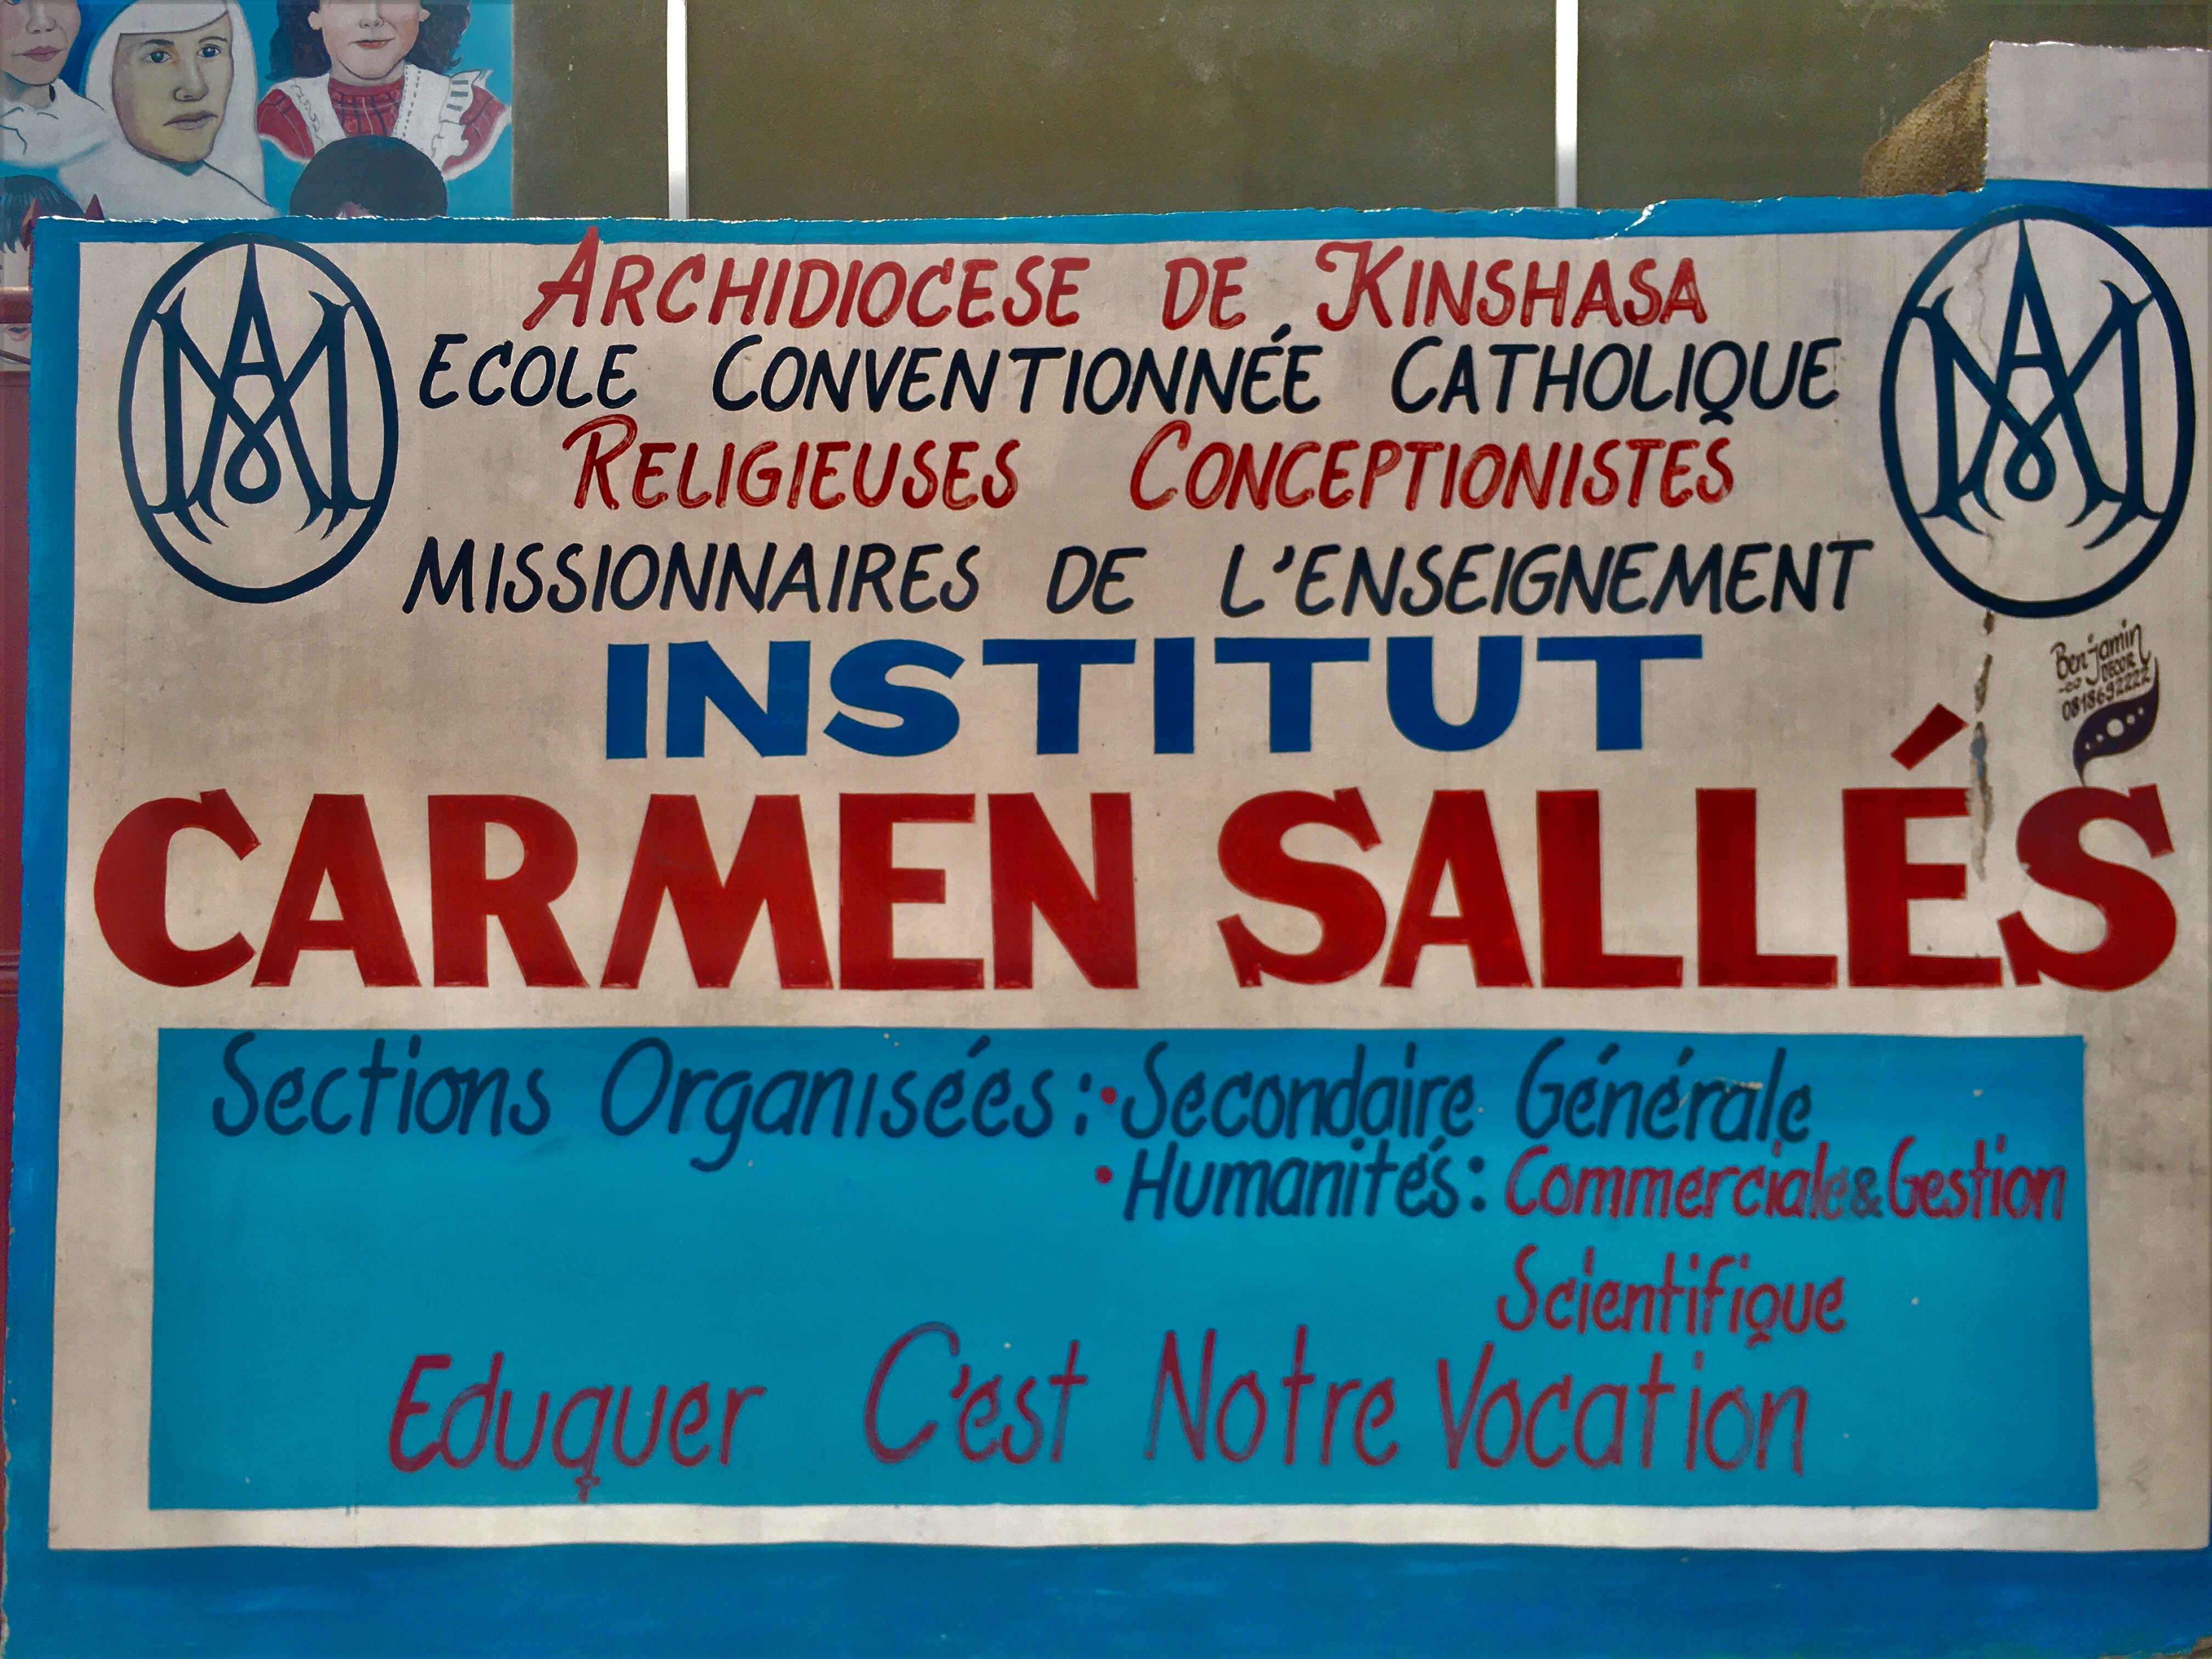 ARCHIDIOCESE DE KINSHASA
ECOLE CONVENTIONNÉE CATHOLIQUE
RELIGIEUSES CONCEPTIONISTES
MISSIONNAIRES DE L'ENSEIGNEMENT
INSTITUT
Benjamin
DECOR
CARMEN SALLÉS
Sections Organisées: • Secondaire Générale
• Humanités: Commerciale & Gestion
Scientifique
Eduquer C'est Notre Vocation